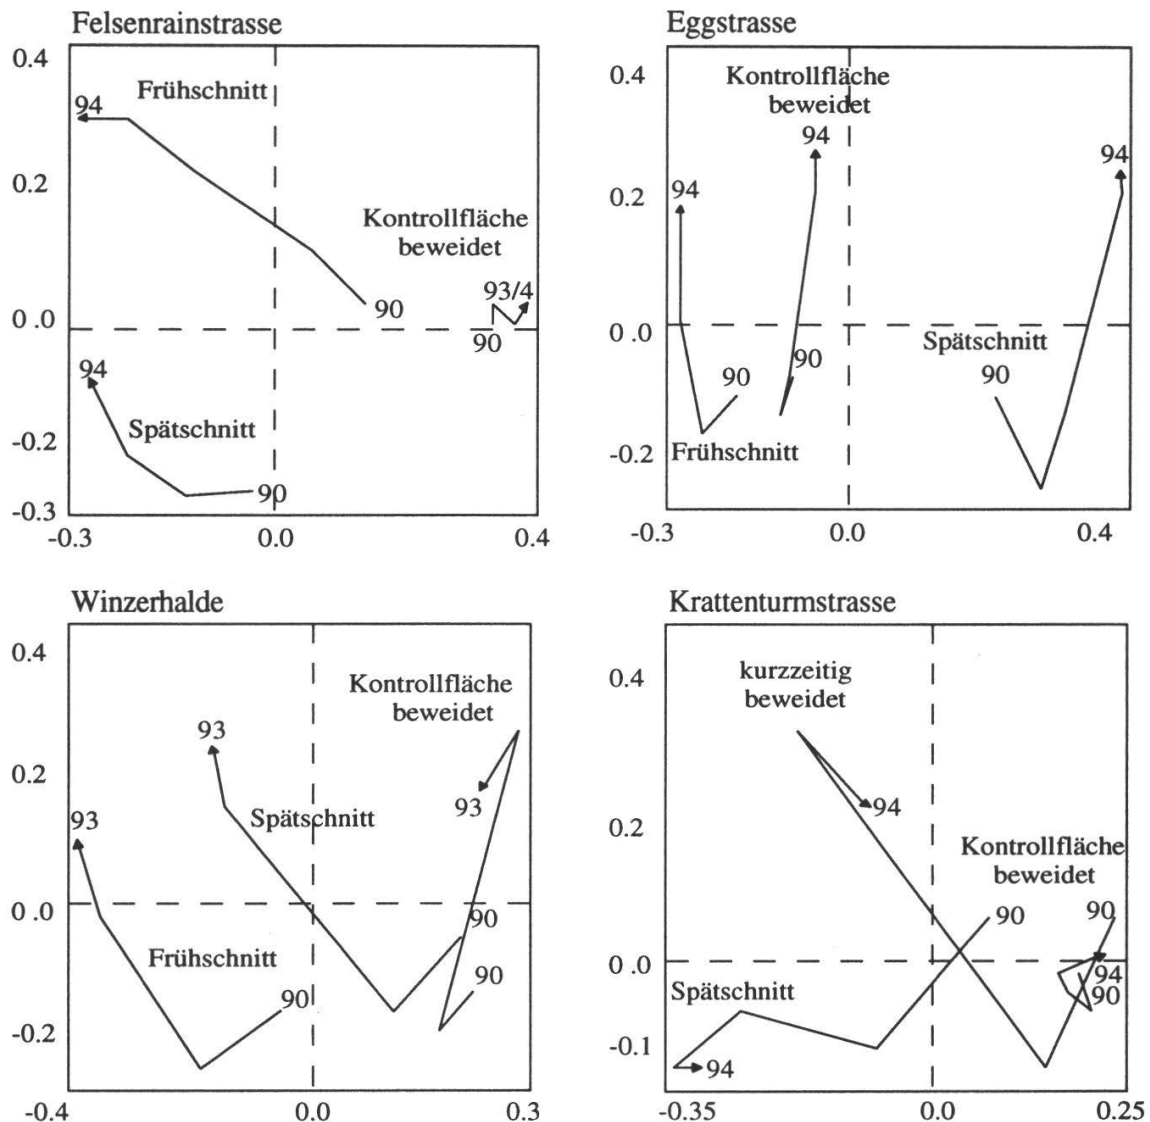 Felsenrainstrasse
0.4
94
Frühschnitt
0.2
Kontrollfläche
beweidet
93/4
90
0 .0
90
94
Spätschnitt
-0.2
90
-0.3
-0.3
0.0
0.4
Eggstrasse
0.4
Kontrollfläche
beweidet
94
94
94
0.2
0 .0
Spätschnitt
90
90
90
-0.2
Frühschnitt
-0.3
0.0
0.4
Winzerhalde
0.4
Kontrollfläche
beweidet
93
0.2
93
93
Spätschnitt
0 .0
90
Frühschnitt
90
90
-0.2
-0.4
0.0
0.3
Krattenturmstrasse
0.4
kurzzeitig
beweidet
94
0.2
Kontrollfläche
beweidet
90
90
0 .0
94
90
Spätschnitt
-0.1
94
-0.35
0.0
0.25